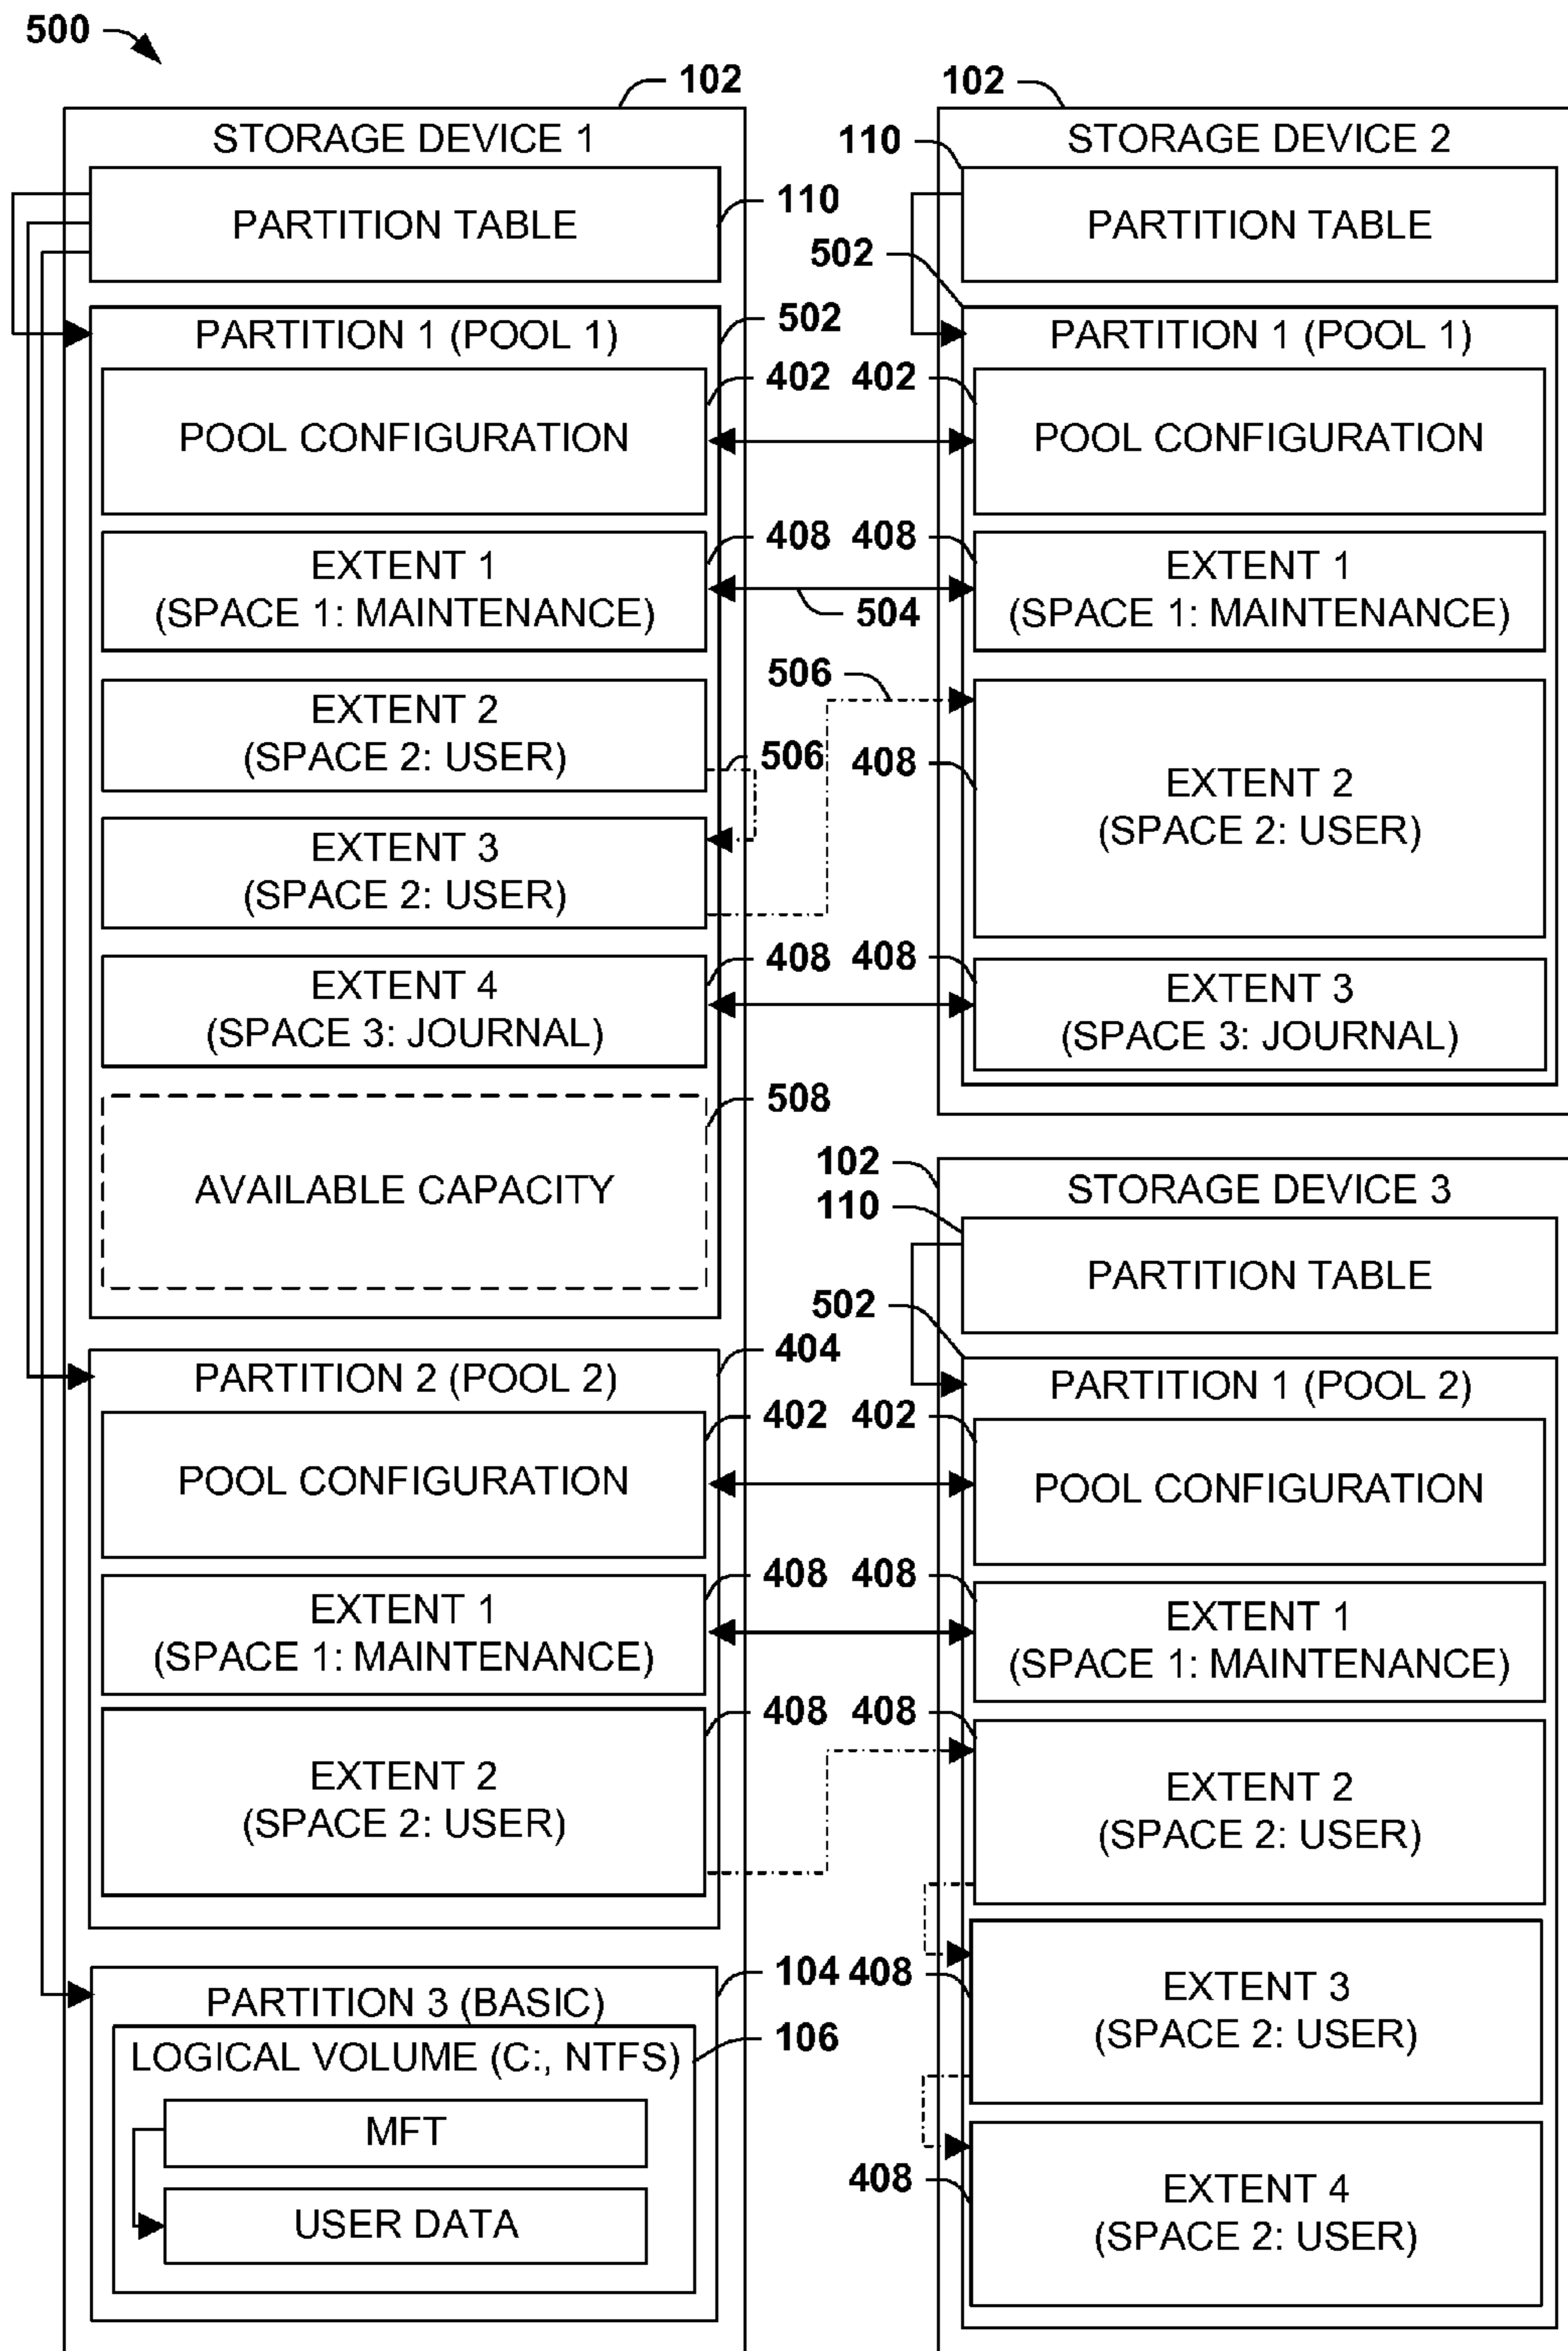 500
102
STORAGE DEVICE 1
PARTITION TABLE
110
PARTITION 1 (POOL 1)
502
POOL CONFIGURATION
402
EXTENT 1
(SPACE 1: MAINTENANCE)
408
504
EXTENT 2
(SPACE 2: USER)
506
506
EXTENT 3
(SPACE 2: USER)
EXTENT 4
(SPACE 3: JOURNAL)
408
AVAILABLE CAPACITY
508
PARTITION 2 (POOL 2)
404
POOL CONFIGURATION
402
EXTENT 1
(SPACE 1: MAINTENANCE)
408
EXTENT 2
(SPACE 2: USER)
408
PARTITION 3 (BASIC)
104
LOGICAL VOLUME (C:, NTFS)
106
MFT
USER DATA
102
STORAGE DEVICE 2
110
PARTITION TABLE
502
PARTITION 1 (POOL 1)
402
POOL CONFIGURATION
408
EXTENT 1
(SPACE 1: MAINTENANCE)
408
EXTENT 2
(SPACE 2: USER)
408
EXTENT 3
(SPACE 3: JOURNAL)
102
STORAGE DEVICE 3
110
PARTITION TABLE
502
PARTITION 1 (POOL 2)
402
POOL CONFIGURATION
408
EXTENT 1
(SPACE 1: MAINTENANCE)
408
EXTENT 2
(SPACE 2: USER)
408
EXTENT 3
(SPACE 2: USER)
408
EXTENT 4
(SPACE 2: USER)